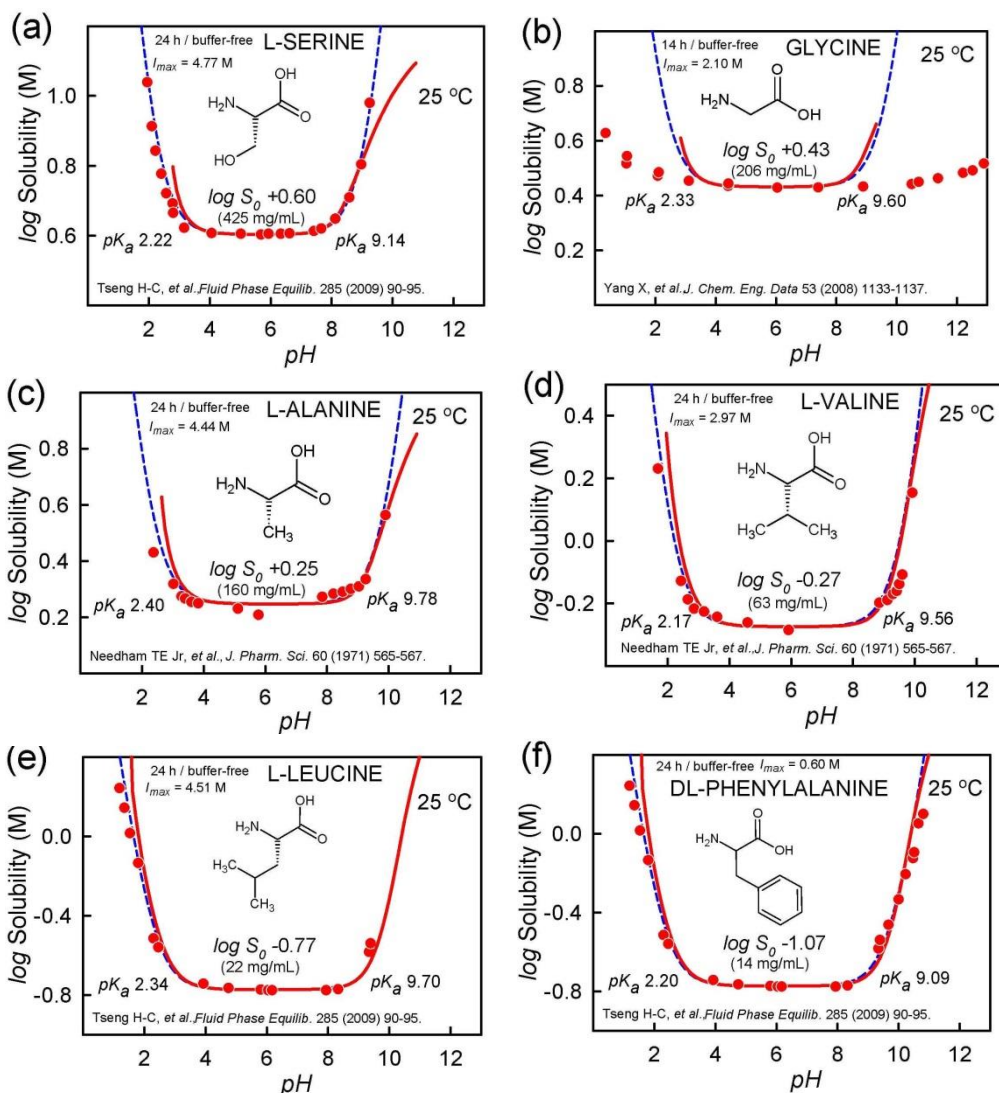 (a)
24 h / buffer-free
L-SERINE
I max = 4.77 M
25 °C
OH
H2N
O
HO
log S0 +0.60
(425 mg/mL)
pKa 2.22
pKa 9.14
Tseng H-C, et al.,Fluid Phase Equilib. 285 (2009) 90-95.
log Solubility (M)
1.0
0.8
0.6
2 4 6 8 10 12
pH
(b)
14 h / buffer-free
GLYCINE
I max = 2.10 M
25 °C
O
H2N
OH
log S0 +0.43
(206 mg/mL)
pKa 2.33
pKa 9.60
Yang X, et al.,J. Chem. Eng. Data 53 (2008) 1133-1137.
log Solubility (M)
0.8
0.6
0.4
0.2
2 4 6 8 10 12
pH
(c)
24 h / buffer-free
L-ALANINE
I max = 4.44 M
25 °C
OH
H2N
O
CH3
log S0 +0.25
(160 mg/mL)
pKa 2.40
pKa 9.78
Needham TE Jr, et al., J. Pharm. Sci. 60 (1971) 565-567.
log Solubility (M)
0.8
0.6
0.4
0.2
2 4 6 8 10 12
pH
(d)
24 h / buffer-free
L-VALINE
I max = 2.97 M
25 °C
OH
H2N
O
H3C
CH3
log S0 -0.27
(63 mg/mL)
pKa 2.17
pKa 9.56
Needham TE Jr, et al., J. Pharm. Sci. 60 (1971) 565-567.
log Solubility (M)
0.4
0.2
0.0
-0.2
2 4 6 8 10 12
pH
(e)
24 h / buffer-free
L-LEUCINE
I max = 4.51 M
25 °C
OH
H2N
O
H3C
CH3
log S0 -0.77
(22 mg/mL)
pKa 2.34
pKa 9.70
Tseng H-C, et al.,Fluid Phase Equilib. 285 (2009) 90-95.
log Solubility (M)
0.0
-0.4
-0.8
2 4 6 8 10 12
pH
(f)
24 h / buffer-free I max = 0.60 M
DL-PHENYLALANINE
25 °C
O
H2N
OH
log S0 -1.07
(14 mg/mL)
pKa 2.20
pKa 9.09
Tseng H-C, et al.,Fluid Phase Equilib. 285 (2009) 90-95.
log Solubility (M)
0.0
-0.4
-0.8
2 4 6 8 10 12
pH